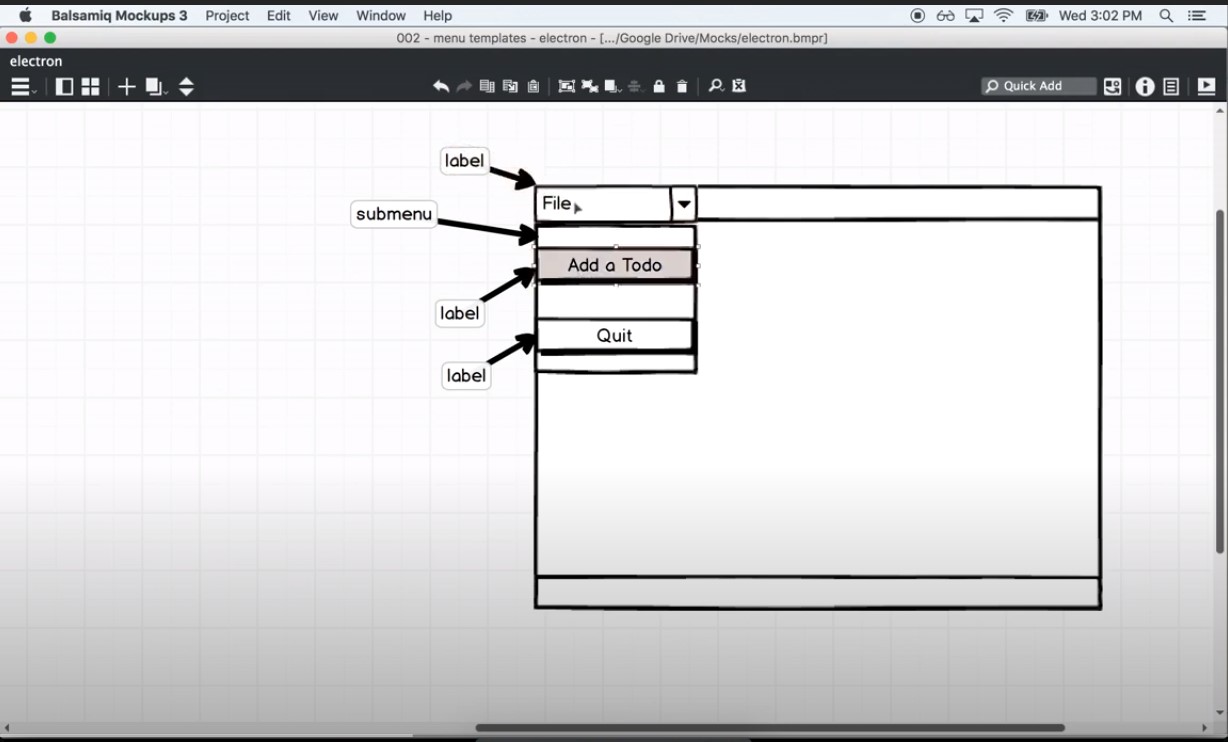 Balsamiq Mockups 3 Project Edit View Window Help Wed 3:02 PM
002 - menu templates - electron - [.../Google Drive/Mocks/electron.bmpr]
electron
Quick Add
label
File
submenu
Add a Todo
label
Quit
label